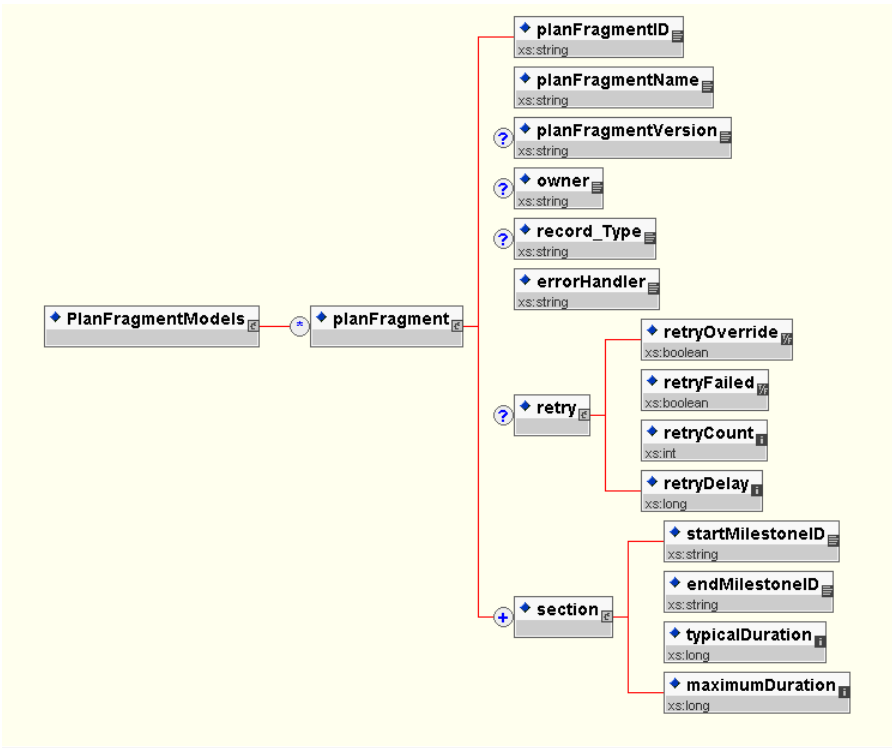 planFragmentID
xs:string
planFragmentName
xs:string
?
planFragmentVersion
xs:string
?
owner
xs:string
?
record_Type
xs:string
errorHandler
xs:string
PlanFragmentModels
*
planFragment
retryOverride
xs:boolean
retryFailed
xs:boolean
?
retry
retryCount
xs:int
retryDelay
xs:long
startMilestoneID
xs:string
endMilestoneID
xs:string
+
section
typicalDuration
xs:long
maximumDuration
xs:long